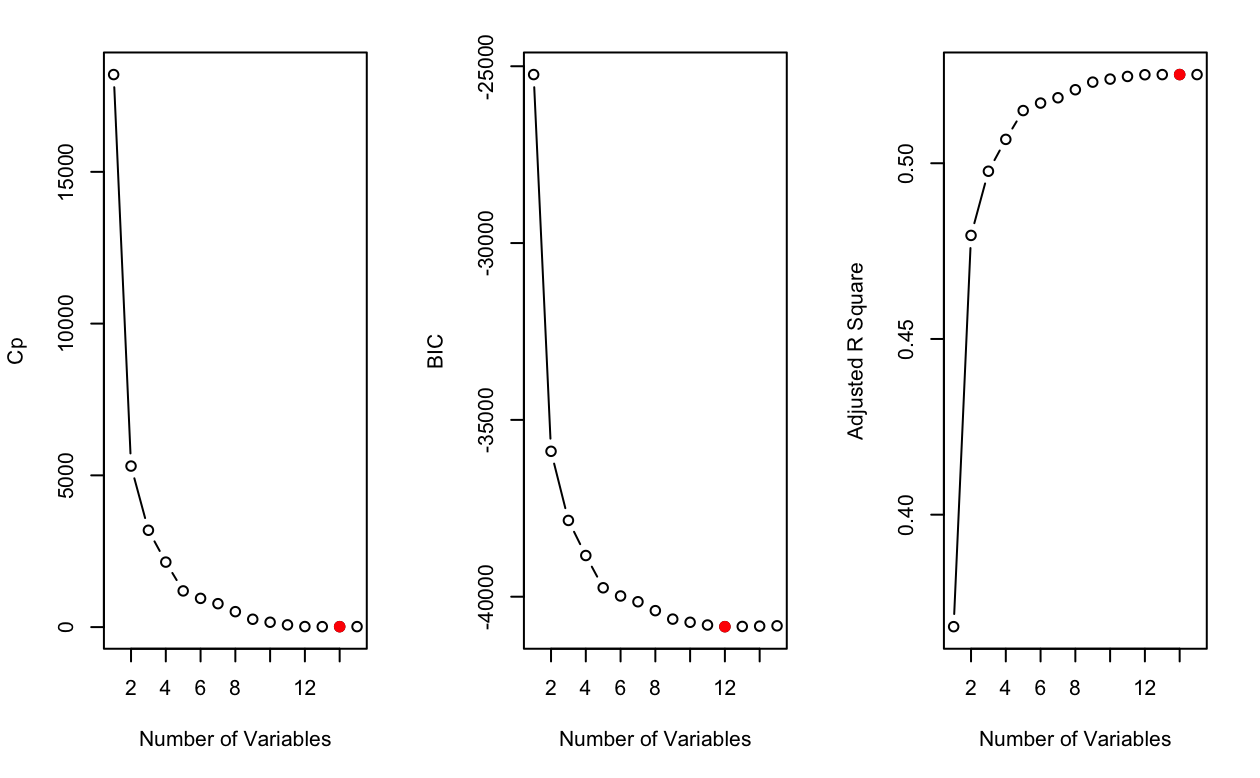 Cp
15000
10000
5000
0
2 4 6 8 12
Number of Variables
BIC
-25000
-30000
-35000
-40000
2 4 6 8 12
Number of Variables
Adjusted R Square
0.50
0.45
0.40
2 4 6 8 12
Number of Variables